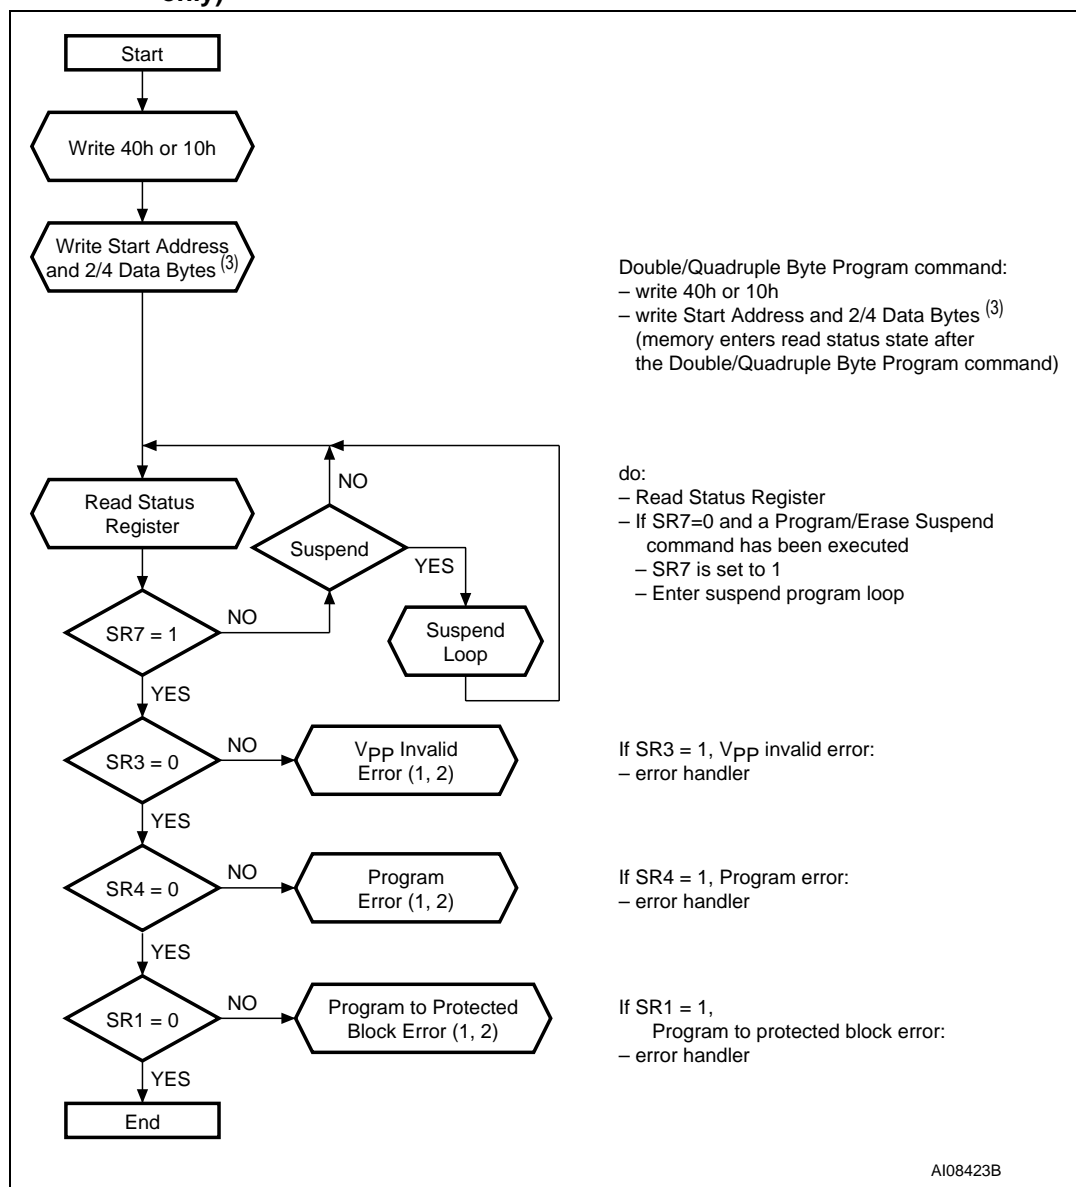 only)
Start
Write 40h or 10h
Write Start Address
and 2/4 Data Bytes (3)
Double/Quadruple Byte Program command:
– write 40h or 10h
– write Start Address and 2/4 Data Bytes (3)
(memory enters read status state after
the Double/Quadruple Byte Program command)
NO
Read Status
Register
Suspend
YES
do:
– Read Status Register
– If SR7=0 and a Program/Erase Suspend
command has been executed
– SR7 is set to 1
– Enter suspend program loop
SR7 = 1
NO
Suspend
Loop
YES
SR3 = 0
NO
VPP Invalid
Error (1, 2)
If SR3 = 1, VPP invalid error:
– error handler
YES
SR4 = 0
NO
Program
Error (1, 2)
If SR4 = 1, Program error:
– error handler
YES
SR1 = 0
NO
Program to Protected
Block Error (1, 2)
If SR1 = 1,
Program to protected block error:
– error handler
YES
End
AI08423B